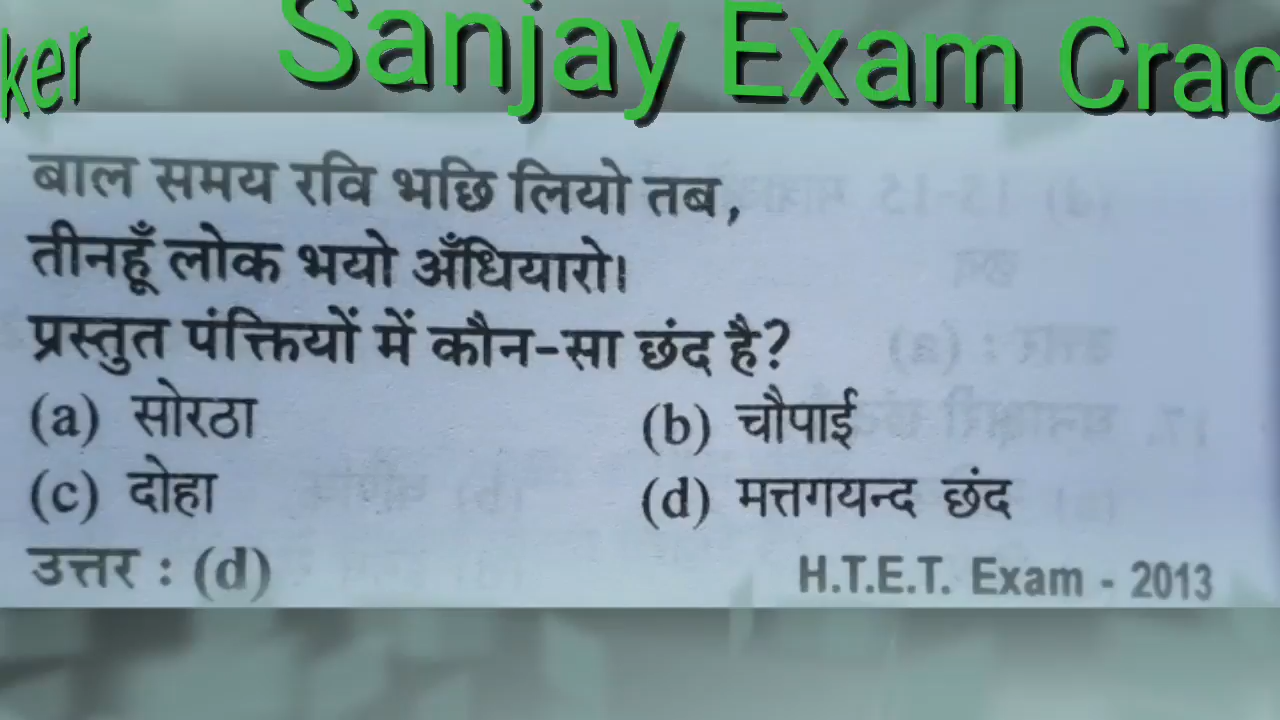 ker Sanjay Exam Crac
बाल समय रवि भछि लियो तब,
तीनहूँ लोक भयो अँधियारो।
प्रस्तुत पंक्तियों में कौन-सा छंद है?
(a) सोरठा (b) चौपाई
(c) दोहा (d) मत्तगयन्द छंद
उत्तर : (d) H.T.E.T. Exam - 2013